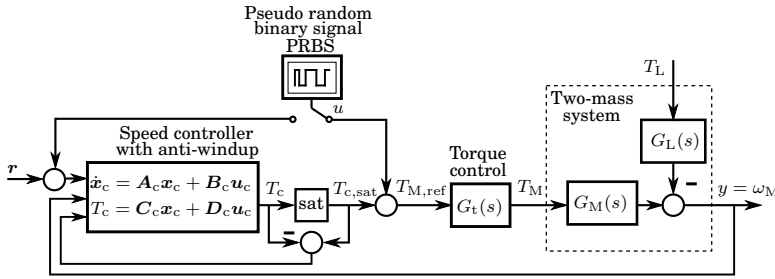 Pseudo random
binary signal
PRBS
u
T_L
Two-mass
system
G_L(s)
Speed controller
with anti-windup
r
ẋ_c = A_c x_c + B_c u_c
T_c = C_c x_c + D_c u_c
T_c
sat
T_c,sat
T_M,ref
Torque
control
G_t(s)
T_M
G_M(s)
y = ω_M